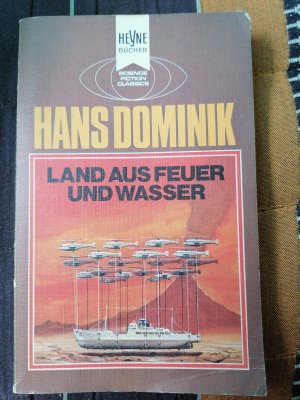 HEYNE
BÜCHER
SCIENCE
FICTION
CLASSICS
HANS DOMINIK
LAND AUS FEUER
UND WASSER